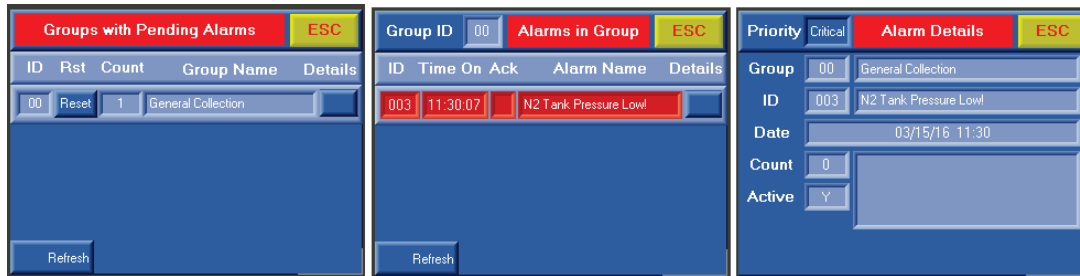 Groups with Pending Alarms ESC
ID Rst Count Group Name Details
00 Reset 1 General Collection
Refresh
Group ID 00 Alarms in Group ESC
ID Time On Ack Alarm Name Details
003 11:30:07 N2 Tank Pressure Low!
Refresh
Priority Critical Alarm Details ESC
Group 00 General Collection
ID 003 N2 Tank Pressure Low!
Date 03/15/16 11:30
Count 0
Active Y